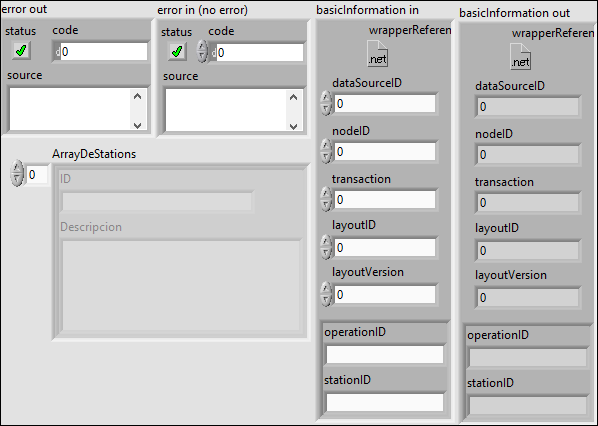 error out
status
code
0
source
error in (no error)
status
code
0
source
0
ArrayDeStations
ID
Descripcion
basicInformation in
wrapperReferen
.net
dataSourceID
0
nodeID
0
transaction
0
layoutID
0
layoutVersion
0
operationID
stationID
basicInformation out
wrapperReferen
.net
dataSourceID
0
nodeID
0
transaction
0
layoutID
0
layoutVersion
0
operationID
stationID